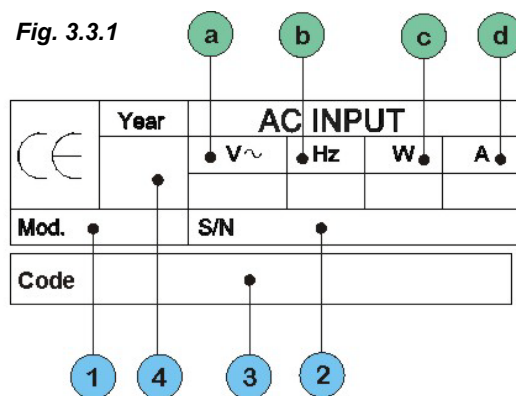 Fig. 3.3.1
a b c d
Year AC INPUT
CE V~ Hz W A
Mod. S/N
Code
1 4 3 2